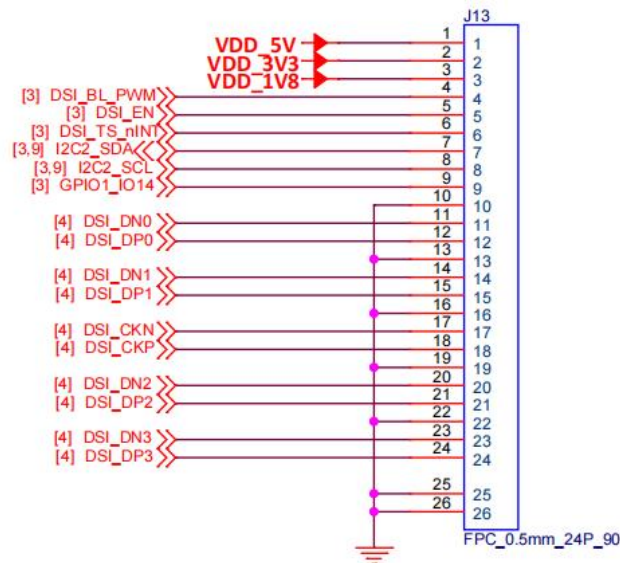 J13
VDD_5V 1 1
VDD_3V3 2 2
VDD_1V8 3 3
[3] DSI_BL_PWM 4 4
[3] DSI_EN 5 5
[3] DSI_TS_nINT 6 6
[3,9] I2C2_SDA 7 7
[3,9] I2C2_SCL 8 8
[3] GPIO1_IO14 9 9
10 10
[4] DSI_DN0 11 11
[4] DSI_DP0 12 12
13 13
[4] DSI_DN1 14 14
[4] DSI_DP1 15 15
16 16
[4] DSI_CKN 17 17
[4] DSI_CKP 18 18
19 19
[4] DSI_DN2 20 20
[4] DSI_DP2 21 21
22 22
[4] DSI_DN3 23 23
[4] DSI_DP3 24 24
25 25
26 26
FPC_0.5mm_24P_90